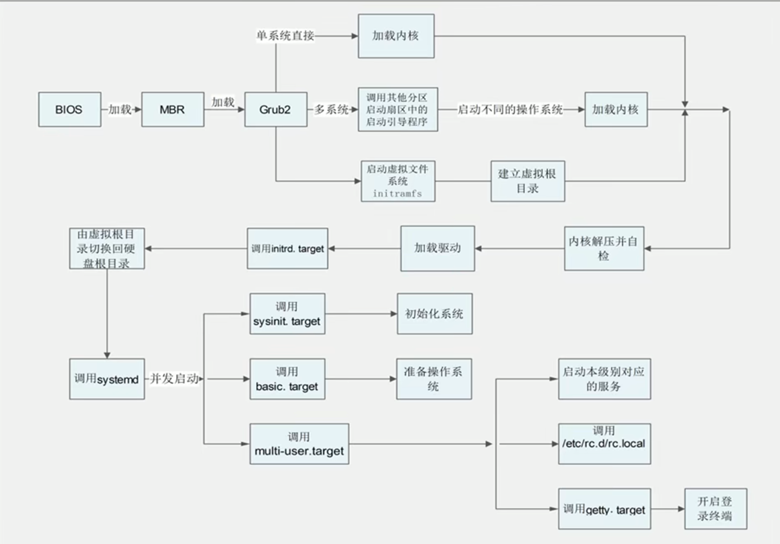 单系统直接
加载内核
BIOS
加载
MBR
加载
Grub2
多系统
调用其他分区
启动扇区中的
启动引导程序
启动不同的操作系统
加载内核
启动虚拟文件
系统
initramfs
建立虚拟根
目录
由虚拟根目
录切换回硬
盘根目录
调用initrd. target
加载驱动
内核解压并自
检
调用
sysinit. target
初始化系统
调用systemd
并发启动
调用
basic. target
准备操作系
统
启动本级别对应
的服务
调用
multi-user.target
调用
/etc/rc.d/rc.local
调用getty. target
开启登
录终端